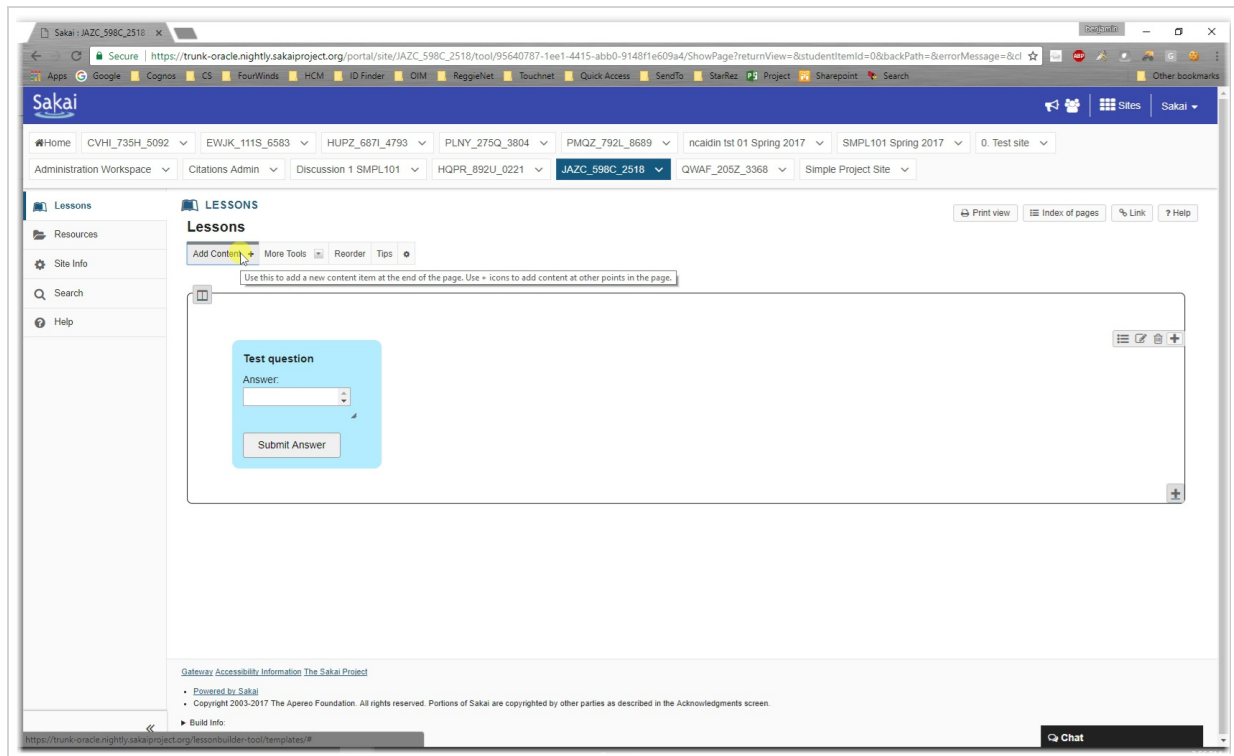 Sakai : JAZC_598C_2518
benjamin
Secure https://trunk-oracle.nightly.sakaiproject.org/portal/site/JAZC_598C_2518/tool/95640787-1ee1-4415-abb0-9148f1e609a4/ShowPage?returnView=&studentItemId=0&backPath=&errorMessage=&cl
Apps Google Cognos CS FourWinds HCM ID Finder OIM ReggieNet Touchnet Quick Access SendTo StarRez Project Sharepoint Search Other bookmarks
Sakai Sites Sakai
Home CVHI_735H_5092 EWJK_111S_6583 HUPZ_687I_4793 PLNY_275Q_3804 PMQZ_792L_8689 ncaidin tst 01 Spring 2017 SMPL101 Spring 2017 0. Test site
Administration Workspace Citations Admin Discussion 1 SMPL101 HQPR_892U_0221 JAZC_598C_2518 QWAF_205Z_3368 Simple Project Site
Lessons
Resources
Site Info
Search
Help
LESSONS
Print view Index of pages Link ? Help
Lessons
Add Content + More Tools Reorder Tips
Use this to add a new content item at the end of the page. Use + icons to add content at other points in the page.
Test question
Answer:
Submit Answer
Gateway Accessibility Information The Sakai Project
• Powered by Sakai
• Copyright 2003-2017 The Apereo Foundation. All rights reserved. Portions of Sakai are copyrighted by other parties as described in the Acknowledgments screen.
► Build Info:
https://trunk-oracle.nightly.sakaiproject.org/lessonbuilder-tool/templates/#
Chat